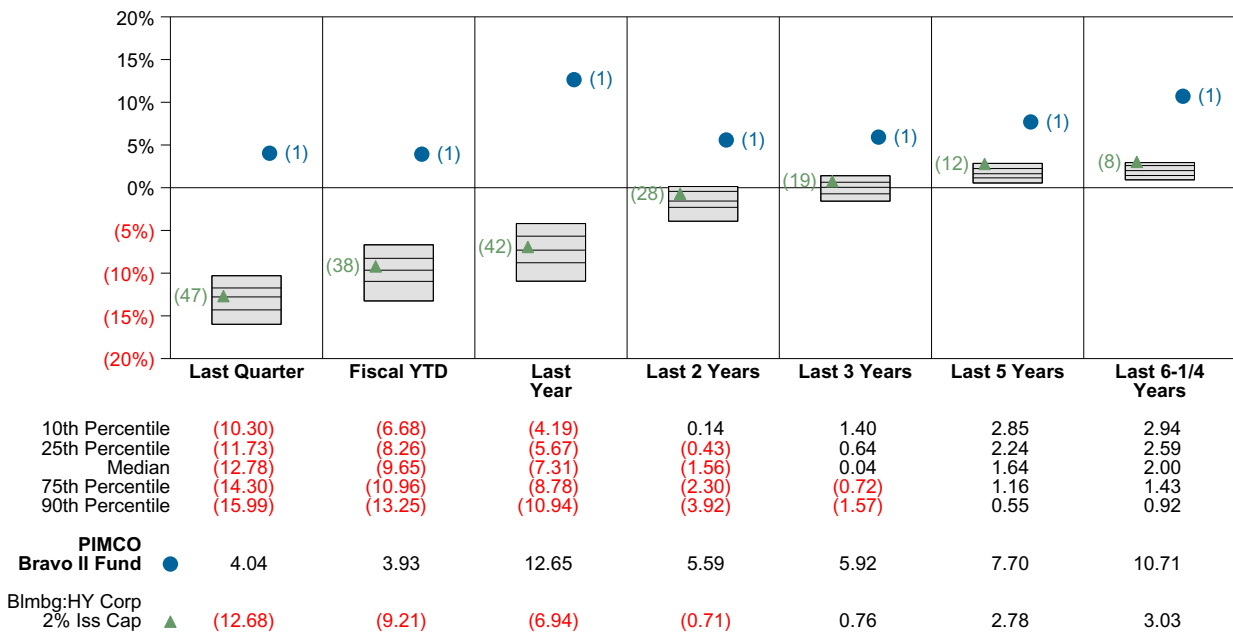 20%
15%
10%
5%
0%
(5%)
(10%)
(15%)
(20%)
(1) (1) (1) (1) (1) (1) (1)
(47) (38) (42) (28) (19) (12) (8)
Last Quarter Fiscal YTD Last Year Last 2 Years Last 3 Years Last 5 Years Last 6-1/4 Years
10th Percentile (10.30) (6.68) (4.19) 0.14 1.40 2.85 2.94
25th Percentile (11.73) (8.26) (5.67) (0.43) 0.64 2.24 2.59
Median (12.78) (9.65) (7.31) (1.56) 0.04 1.64 2.00
75th Percentile (14.30) (10.96) (8.78) (2.30) (0.72) 1.16 1.43
90th Percentile (15.99) (13.25) (10.94) (3.92) (1.57) 0.55 0.92
PIMCO
Bravo II Fund 4.04 3.93 12.65 5.59 5.92 7.70 10.71
Blmbg:HY Corp
2% Iss Cap (12.68) (9.21) (6.94) (0.71) 0.76 2.78 3.03